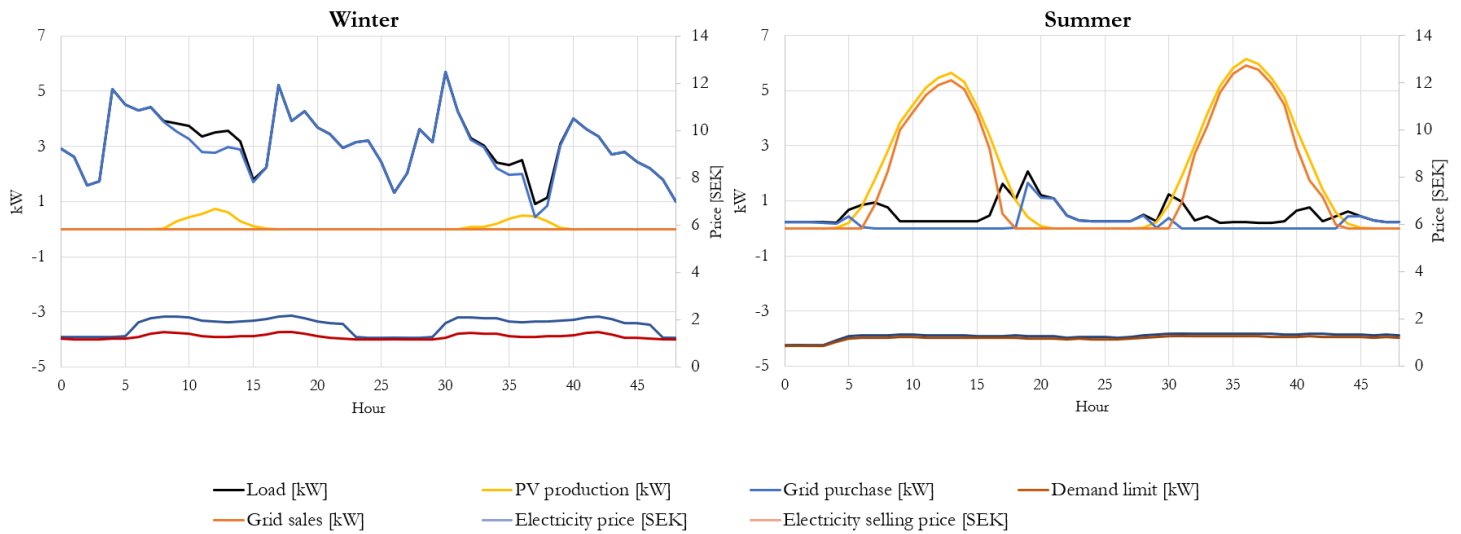 Winter
7
5
3
1
-1
-3
-5
kW
14
12
10
8
6
4
2
0
Price [SEK]
0 5 10 15 20 25 30 35 40 45
Hour
Summer
7
5
3
1
-1
-3
-5
kW
14
12
10
8
6
4
2
0
Price [SEK]
0 5 10 15 20 25 30 35 40 45
Hour
Load [kW] PV production [kW] Grid purchase [kW] Demand limit [kW]
Grid sales [kW] Electricity price [SEK] Electricity selling price [SEK]